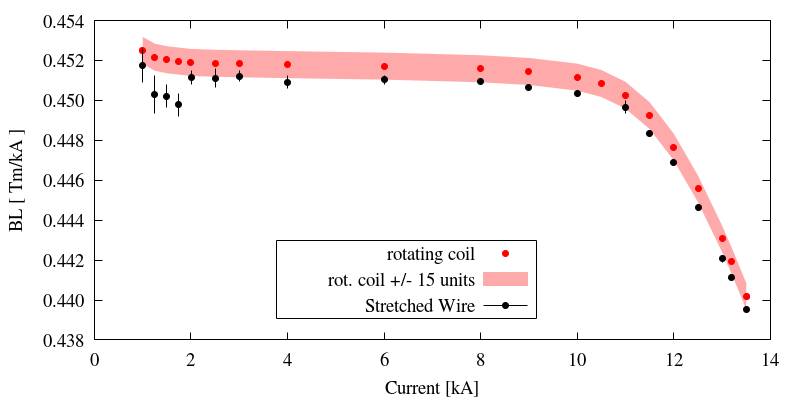 0.454
0.452
0.450
0.448
0.446
0.444
0.442
0.440
0.438
BL [ Tm/kA ]
rotating coil
rot. coil +/- 15 units
Stretched Wire
0 2 4 6 8 10 12 14
Current [kA]